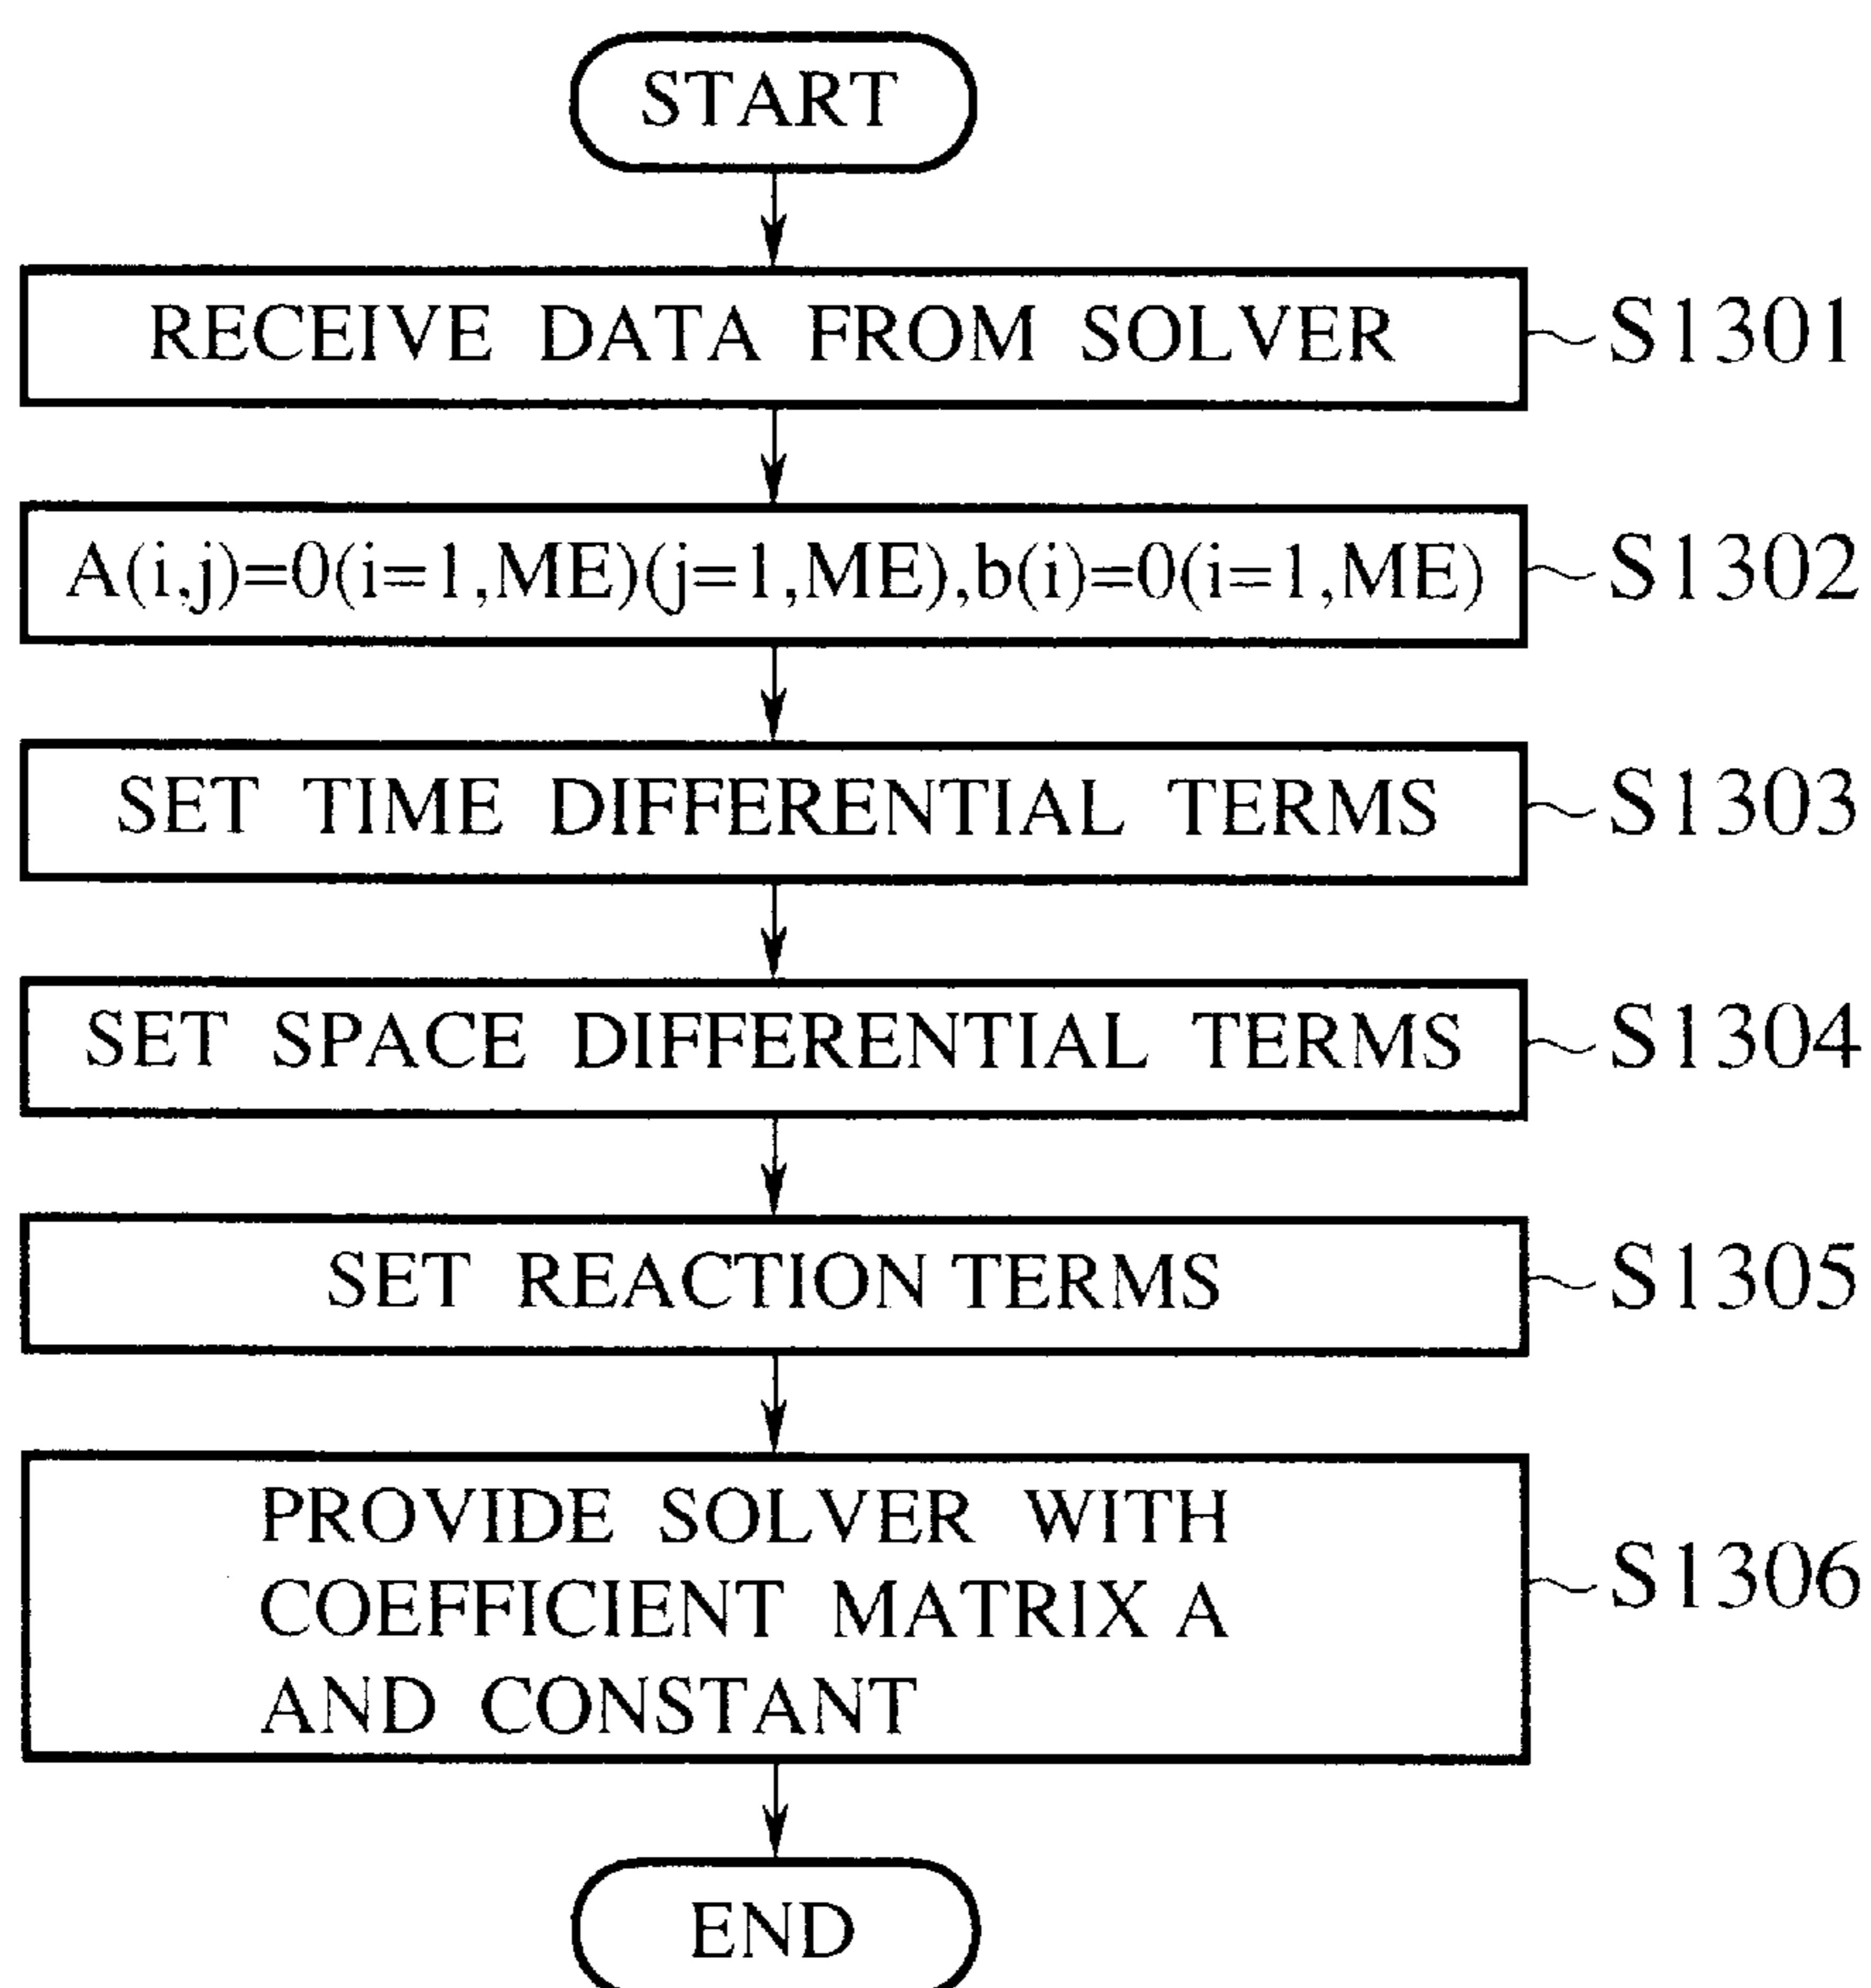 START
RECEIVE DATA FROM SOLVER
S1301
A(i,j)=0(i=1,ME)(j=1,ME),b(i)=0(i=1,ME)
S1302
SET TIME DIFFERENTIAL TERMS
S1303
SET SPACE DIFFERENTIAL TERMS
S1304
SET REACTION TERMS
S1305
PROVIDE SOLVER WITH
COEFFICIENT MATRIX A
AND CONSTANT
S1306
END